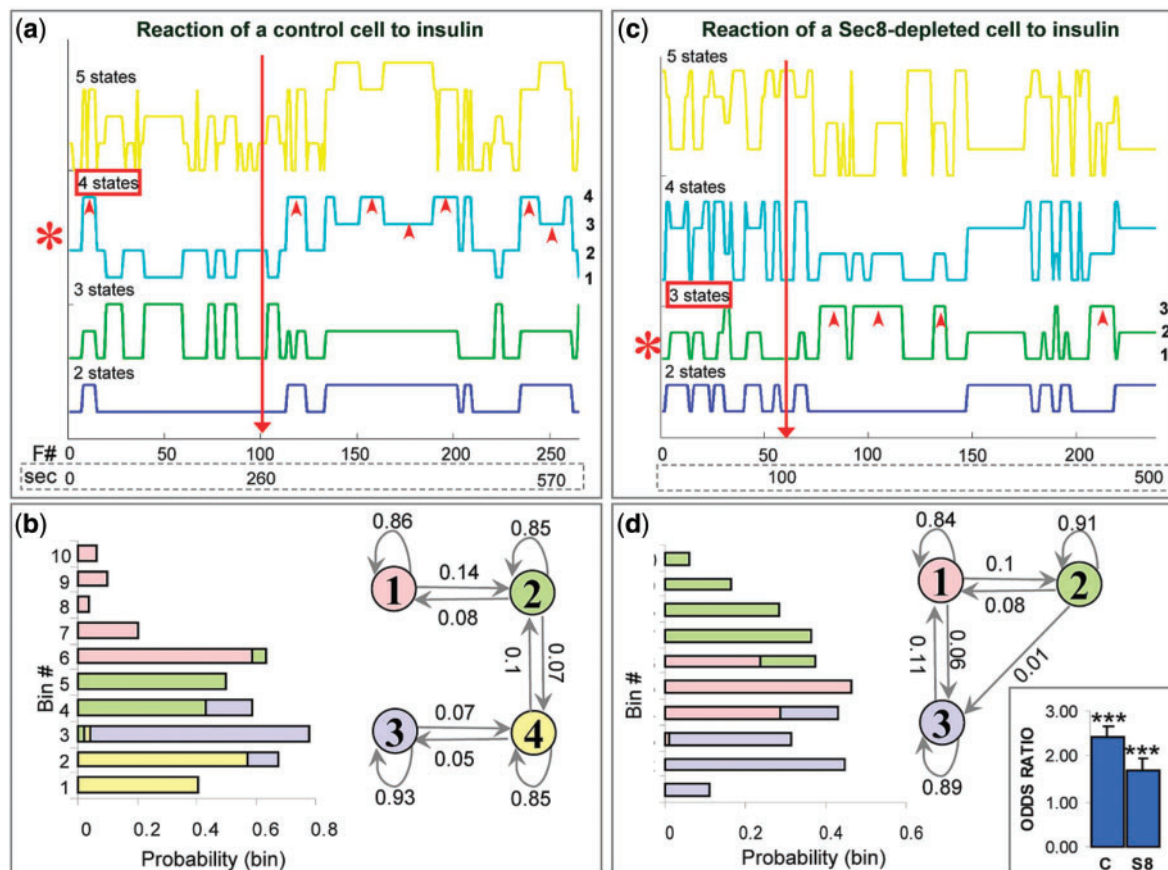 (a)
Reaction of a control cell to insulin
5 states
4 states
4
3
2
1
3 states
2 states
F# 0 50 100 150 200 250
sec 0 260 570
(c)
Reaction of a Sec8-depleted cell to insulin
5 states
4 states
3 states
3
2
1
2 states
0 50 100 150 200
100 500
(b)
Bin #
10
9
8
7
6
5
4
3
2
1
0 0.2 0.4 0.6 0.8
Probability (bin)
0.86 0.85
1 0.14 2
0.08
0.1 0.07
3 0.07 4
0.05
0.93 0.85
(d)
Bin #
0 0.2 0.4 0.6
Probability (bin)
0.84 0.91
1 0.1 2
0.08
0.11 0.06 0.01
3
0.89
ODDS RATIO
3.00
2.00
1.00
0.00
*** ***
C S8